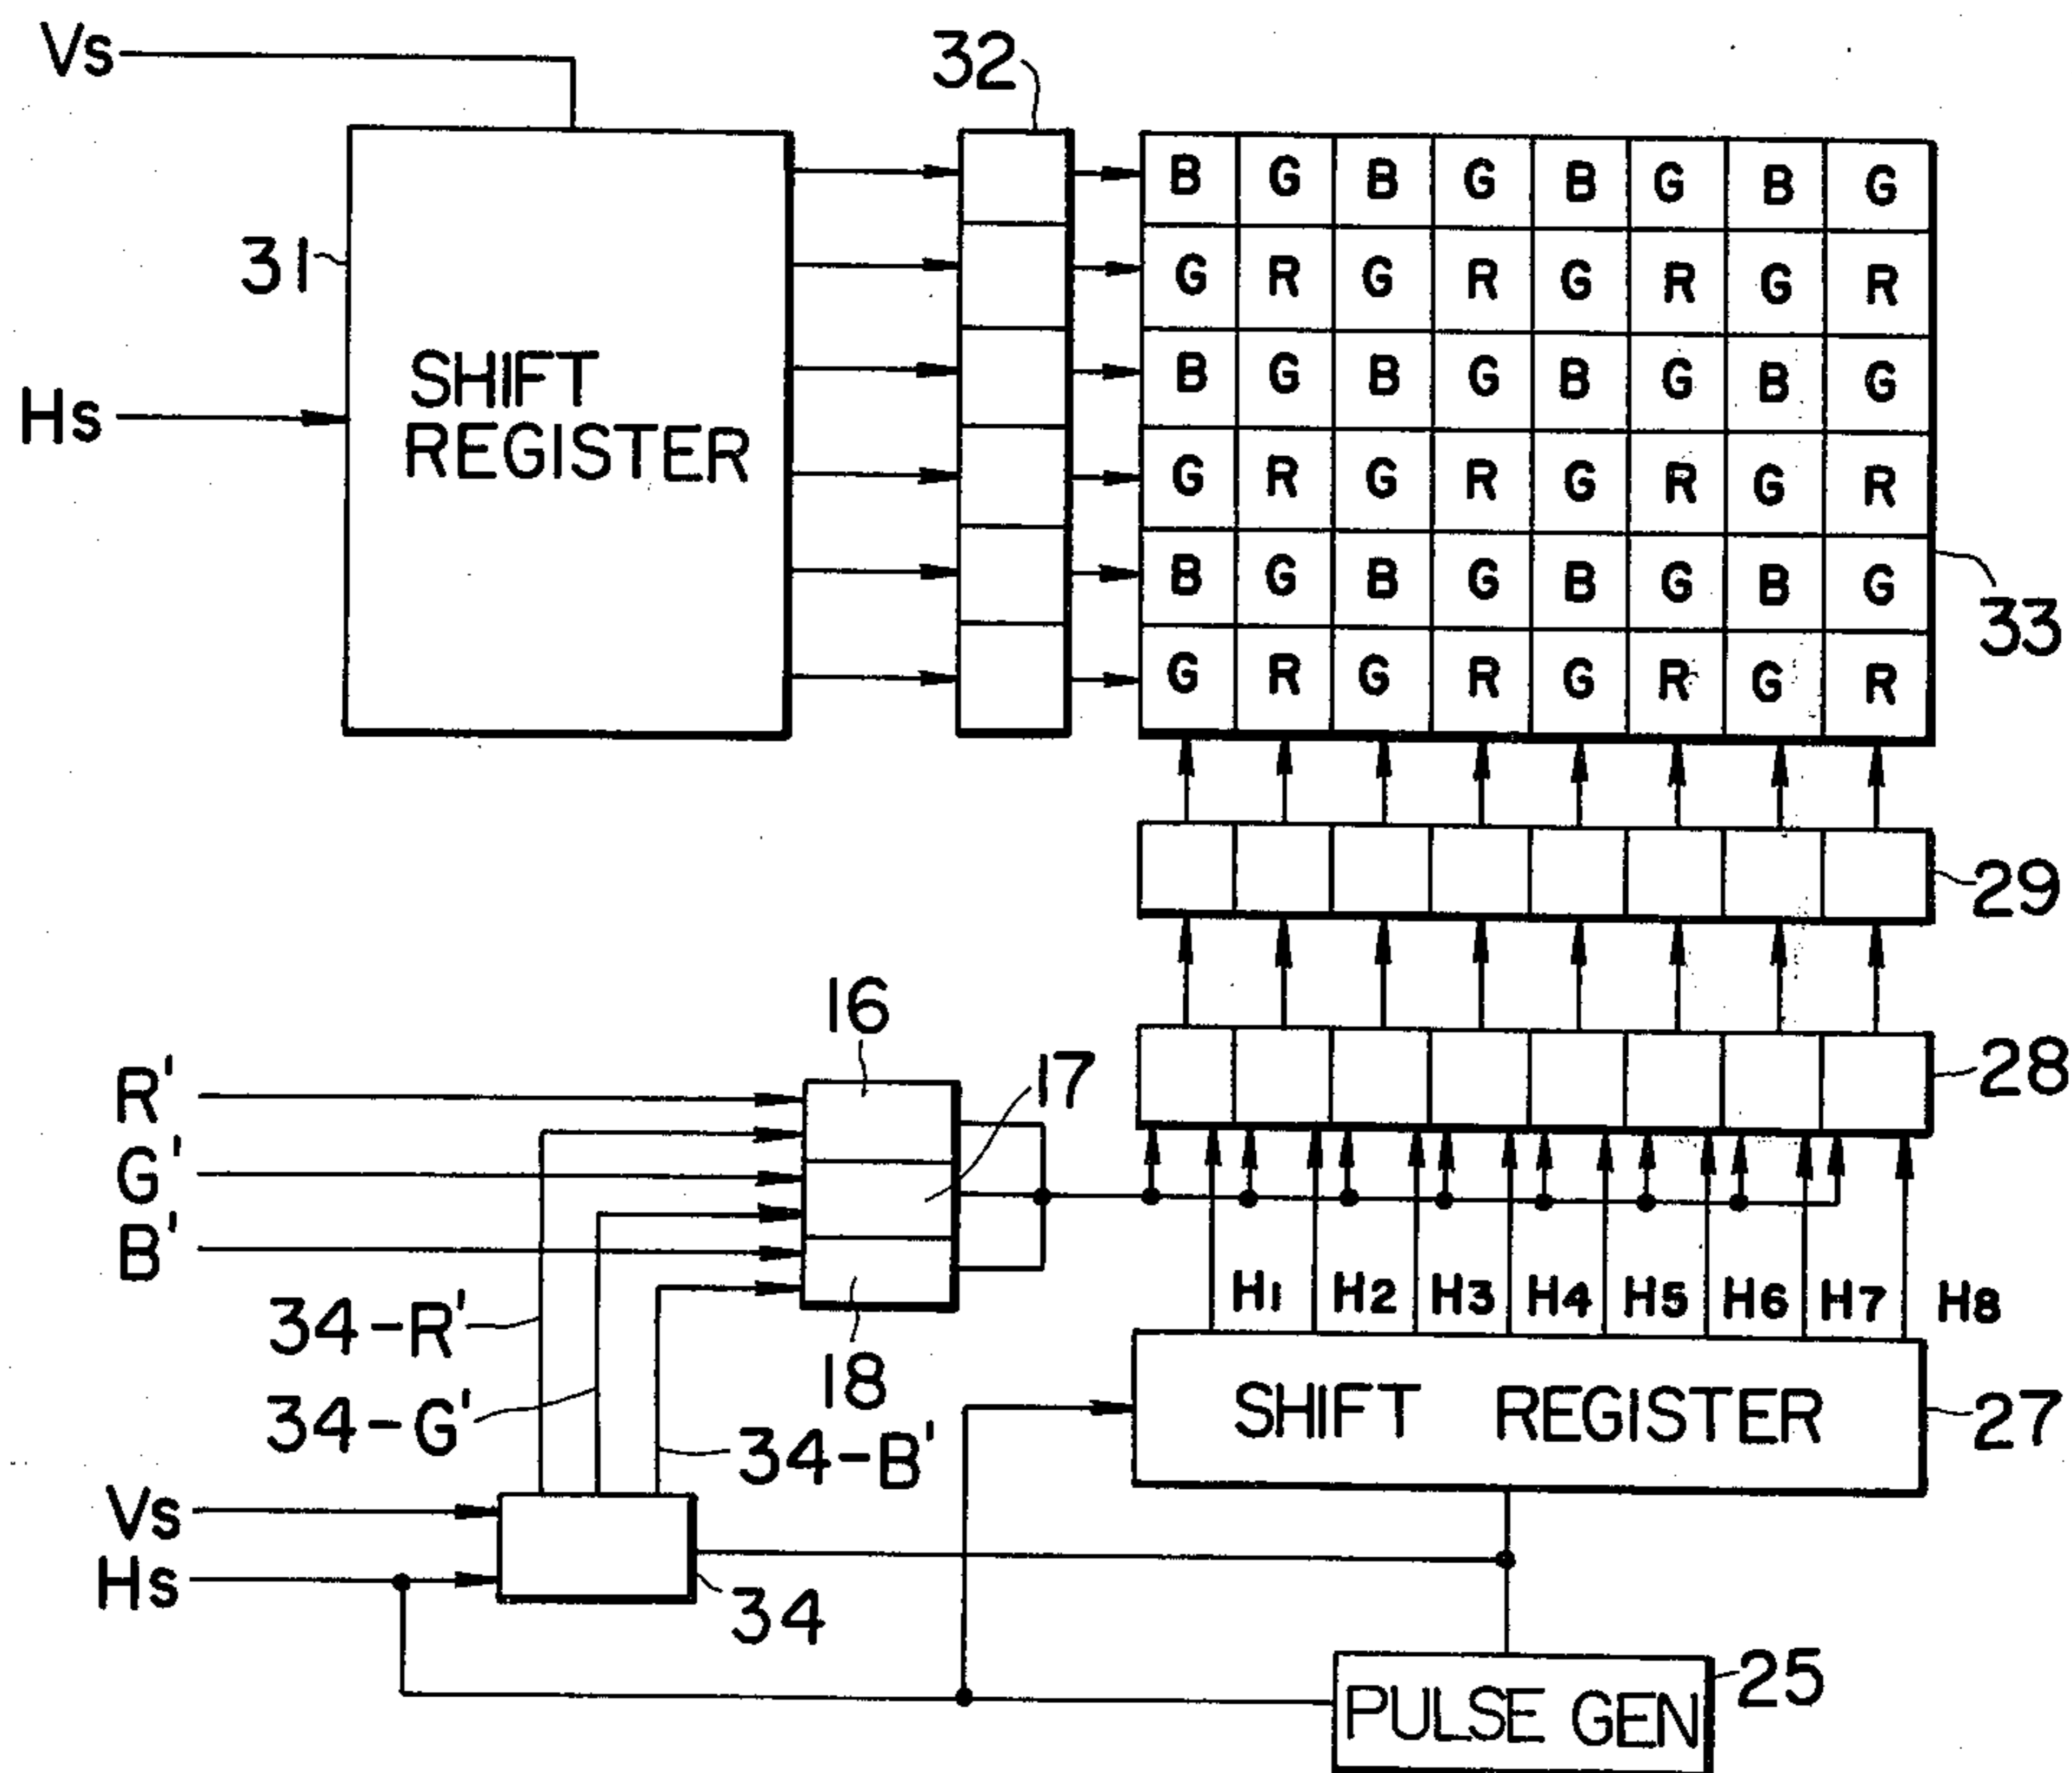 Vs
32
31
Hs
SHIFT
REGISTER
B G B G B G B G
G R G R G R G R
B G B G B G B G
G R G R G R G R
B G B G B G B G
G R G R G R G R
33
29
28
16
17
R'
G'
B'
18
H1 H2 H3 H4 H5 H6 H7 H8
34-R'
34-G'
34-B'
SHIFT REGISTER
27
Vs
Hs
34
25
PULSE GEN